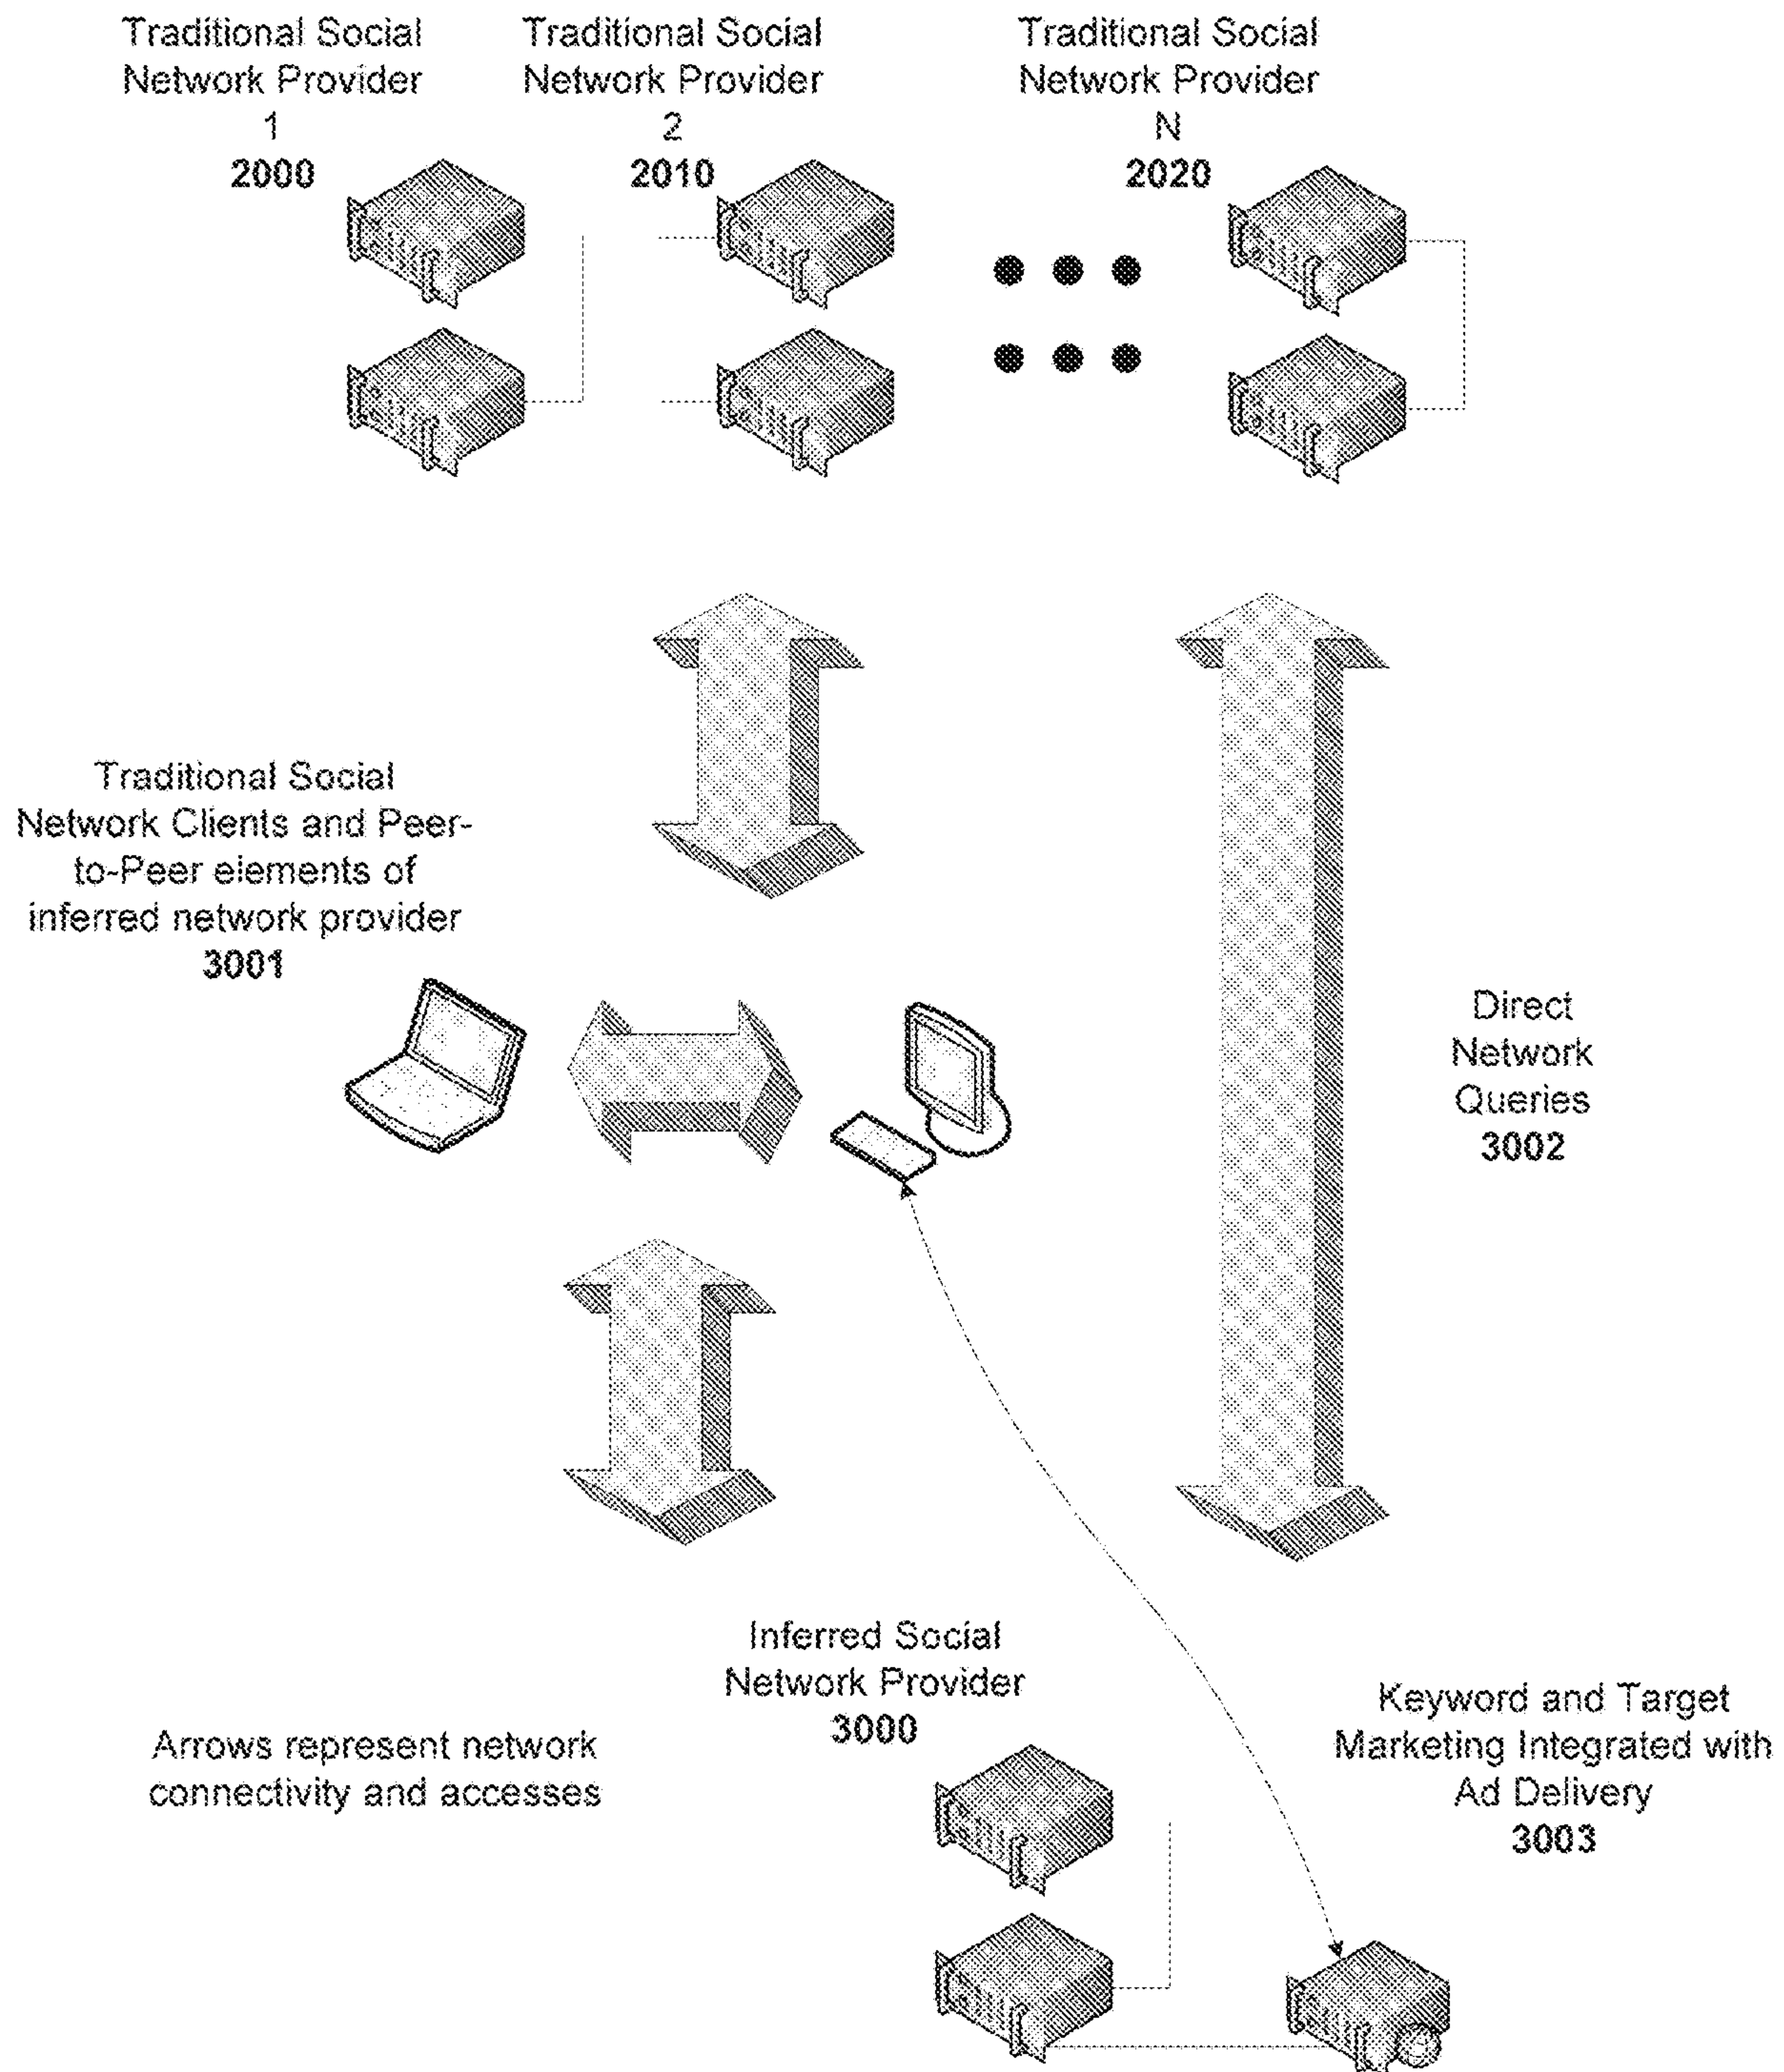 Traditional Social
Network Provider
1
2000
Traditional Social
Network Provider
2
2010
Traditional Social
Network Provider
N
2020
Traditional Social
Network Clients and Peer-
to-Peer elements of
inferred network provider
3001
Direct
Network
Queries
3002
Inferred Social
Network Provider
3000
Keyword and Target
Marketing Integrated with
Ad Delivery
3003
Arrows represent network
connectivity and accesses